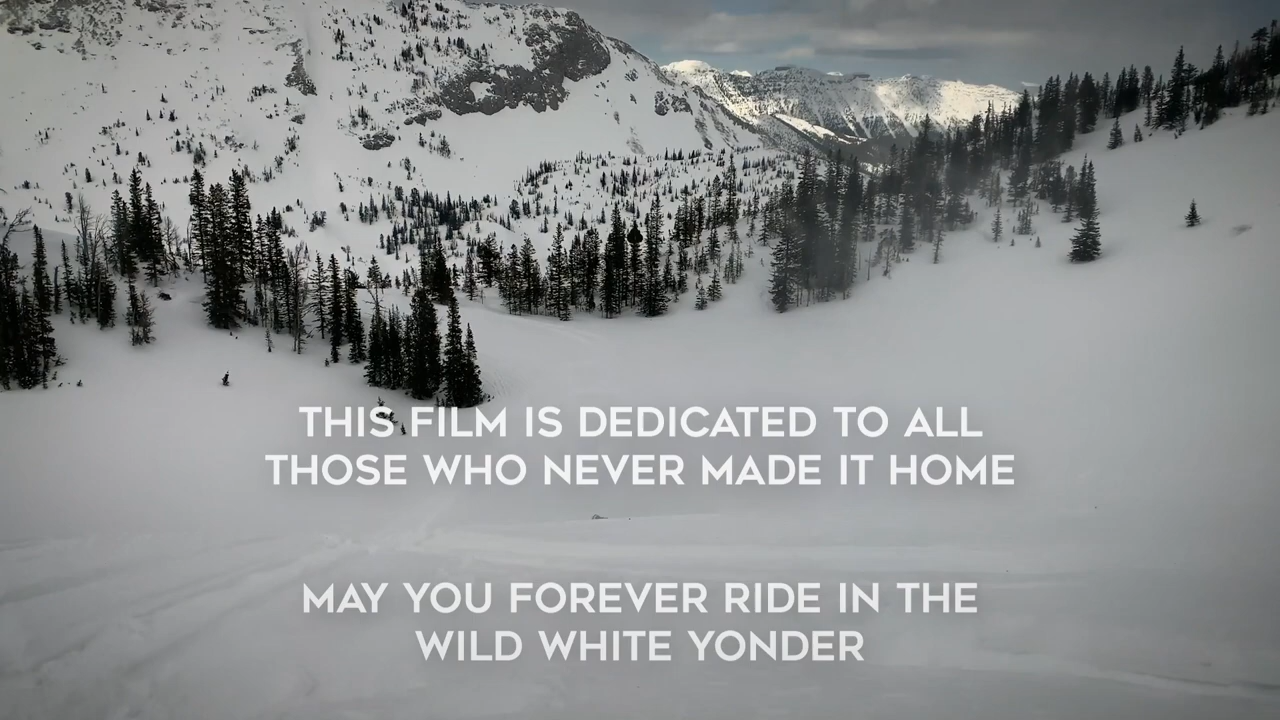 THIS FILM IS DEDICATED TO ALL
THOSE WHO NEVER MADE IT HOME
MAY YOU FOREVER RIDE IN THE
WILD WHITE YONDER